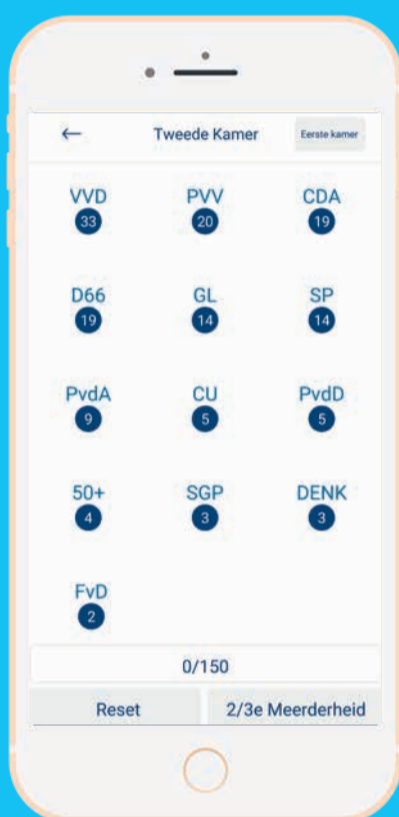 ← Tweede Kamer Eerste kamer
VVD PVV CDA
33 20 19
D66 GL SP
19 14 14
PvdA CU PvdD
9 5 5
50+ SGP DENK
4 3 3
FvD
2
0/150
Reset 2/3e Meerderheid